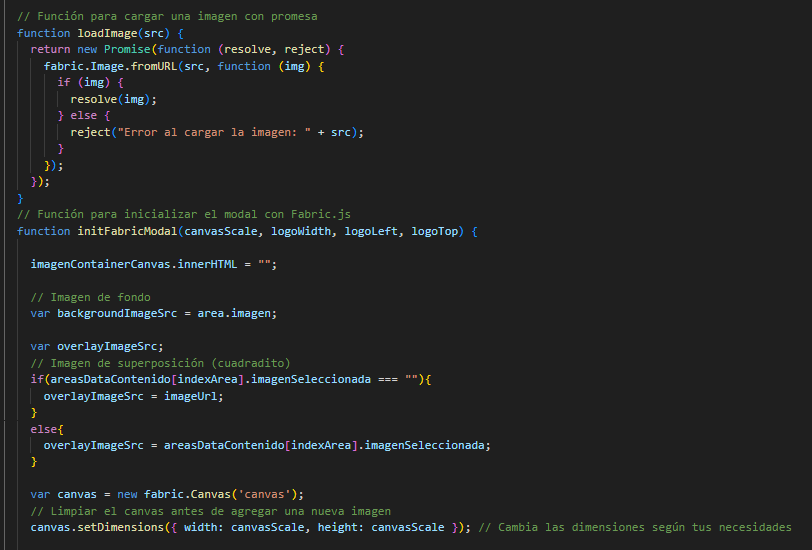 // Función para cargar una imagen con promesa
function loadImage(src) {
return new Promise(function (resolve, reject) {
fabric.Image.fromURL(src, function (img) {
if (img) {
resolve(img);
} else {
reject("Error al cargar la imagen: " + src);
}
});
});
}
// Función para inicializar el modal con Fabric.js
function initFabricModal(canvasScale, logoWidth, logoLeft, logoTop) {
imagenContainerCanvas.innerHTML = "";
// Imagen de fondo
var backgroundImageSrc = area.imagen;
var overlayImageSrc;
// Imagen de superposición (cuadradito)
if(areasDataContenido[indexArea].imagenSeleccionada === ""){
overlayImageSrc = imageUrl;
}
else{
overlayImageSrc = areasDataContenido[indexArea].imagenSeleccionada;
}
var canvas = new fabric.Canvas('canvas');
// Limpiar el canvas antes de agregar una nueva imagen
canvas.setDimensions({ width: canvasScale, height: canvasScale }); // Cambia las dimensiones según tus necesidades